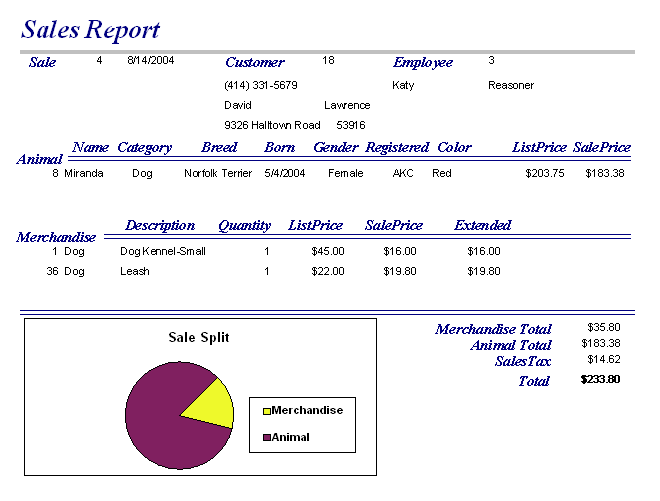 Sales Report
Sale 4 8/14/2004 Customer 18 Employee 3
(414) 331-5679 Katy Reasoner
David Lawrence
9326 Halltown Road 53916
Animal Name Category Breed Born Gender Registered Color ListPrice SalePrice
8 Miranda Dog Norfolk Terrier 5/4/2004 Female AKC Red $203.75 $183.38
Merchandise Description Quantity ListPrice SalePrice Extended
1 Dog Dog Kennel-Small 1 $45.00 $16.00 $16.00
36 Dog Leash 1 $22.00 $19.80 $19.80
Merchandise Total $35.80
Animal Total $183.38
SalesTax $14.62
Total $233.80
Sale Split
Merchandise
Animal